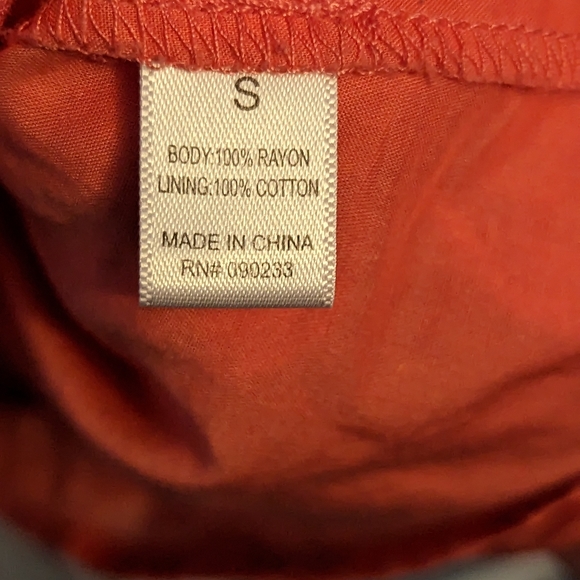 S
BODY:100% RAYON
LINING:100% COTTON
MADE IN CHINA
RN# 090233